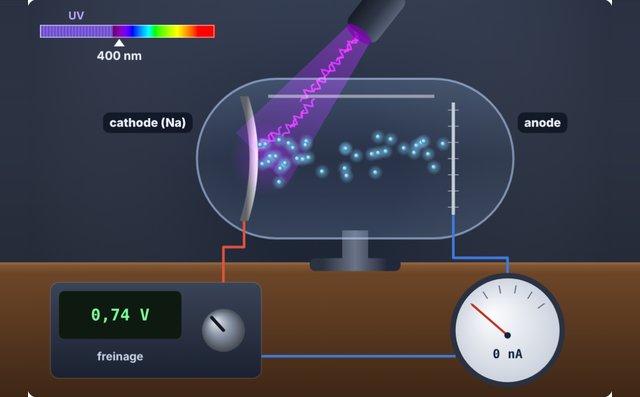 UV
400 nm
cathode (Na)
anode
0,74 V
freinage
0 nA